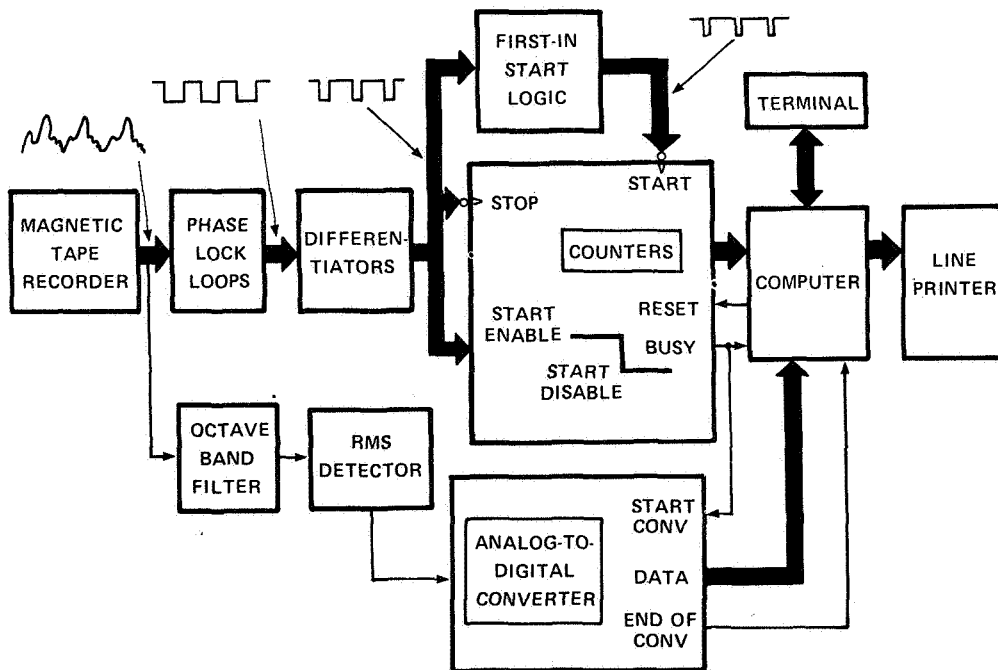 FIRST-IN
START
LOGIC
TERMINAL
MAGNETIC
TAPE
RECORDER
PHASE
LOCK
LOOPS
DIFFEREN-
TIATORS
STOP
START
COUNTERS
START
ENABLE
START
DISABLE
RESET
BUSY
COMPUTER
LINE
PRINTER
OCTAVE
BAND
FILTER
RMS
DETECTOR
ANALOG-TO-
DIGITAL
CONVERTER
START
CONV
DATA
END OF
CONV